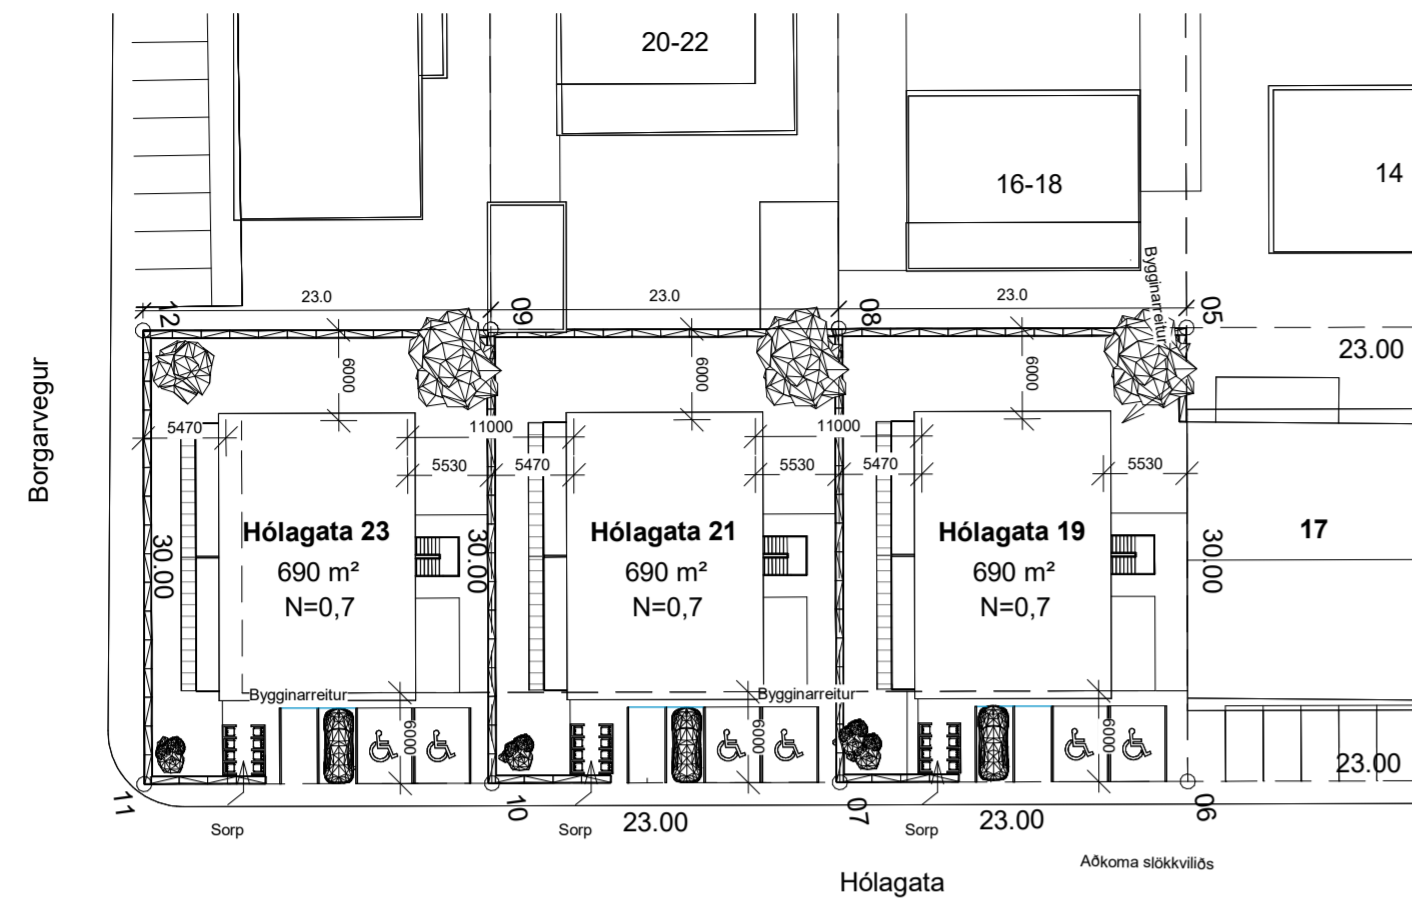 20-22
16-18
14
Bygginarreitur
12
23.0
09
23.0
08
23.0
05
23.00
6000
6000
6000
5470
11000
11000
5530
5470
5530
5470
5530
Borgarvegur
Hólagata 23
690 m²
N=0,7
Hólagata 21
690 m²
N=0,7
Hólagata 19
690 m²
N=0,7
17
30.00
30.00
30.00
Bygginarreitur
Bygginarreitur
6000
6000
6000
23.00
11
10
07
06
Sorp
Sorp
23.00
Sorp
23.00
Aðkoma slökkviliðs
Hólagata